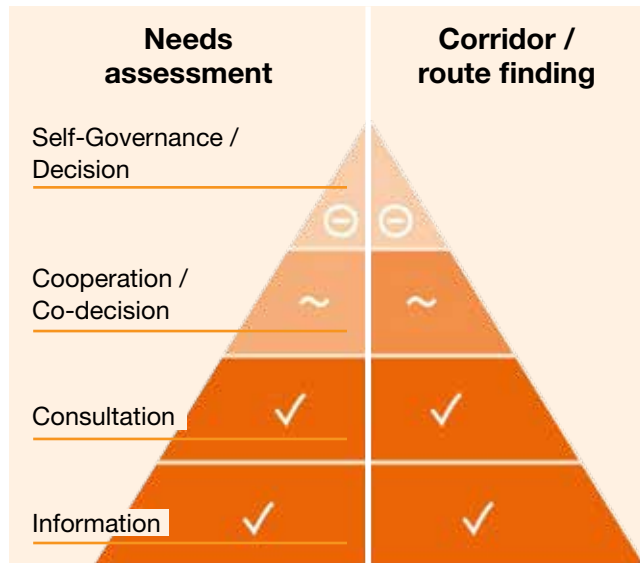 Needs
assessment
Corridor /
route finding
Self-Governance /
Decision
Cooperation /
Co-decision
~ ~
Consultation
✓ ✓
Information
✓ ✓